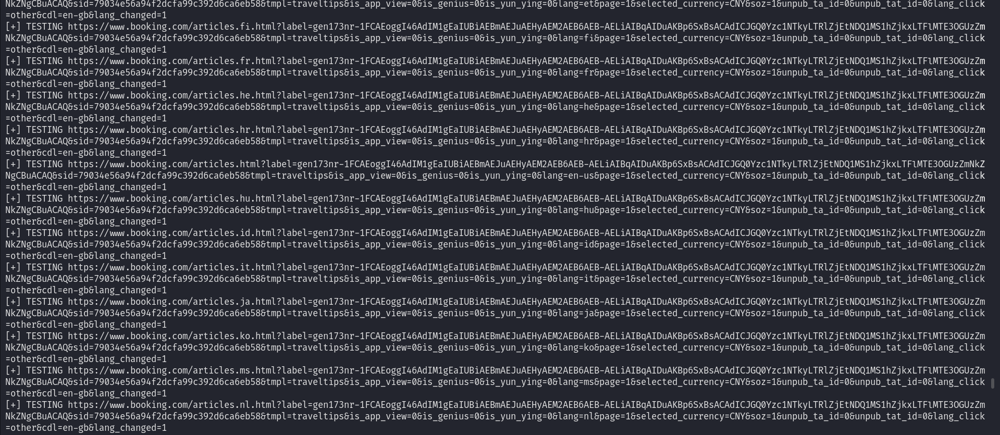 NkZNgCBuACAQ&sid=79034e56a94f2dcfa99c392d6ca6eb58&tmpl=traveltips&is_app_view=0&is_genius=0&is_yun_ying=0&lang=et&page=1&selected_currency=CNY&soz=1&unpub_ta_id=0&unpub_tat_id=0&lang_click
=other&cdl=en-gb&lang_changed=1
[+] TESTING https://www.booking.com/articles.fi.html?label=gen173nr-1FCAEoggI46AdIM1gEaIUBiAEBmAEJuAEHyAEM2AEB6AEB-AELiAIBqAIDuAKBp6SxBsACAdICJGQ0Yzc1NTkyLTRlZjEtNDQ1MS1hZjkxLTFlMTE3OGUzZm
NkZNgCBuACAQ&sid=79034e56a94f2dcfa99c392d6ca6eb58&tmpl=traveltips&is_app_view=0&is_genius=0&is_yun_ying=0&lang=fi&page=1&selected_currency=CNY&soz=1&unpub_ta_id=0&unpub_tat_id=0&lang_click
=other&cdl=en-gb&lang_changed=1
[+] TESTING https://www.booking.com/articles.fr.html?label=gen173nr-1FCAEoggI46AdIM1gEaIUBiAEBmAEJuAEHyAEM2AEB6AEB-AELiAIBqAIDuAKBp6SxBsACAdICJGQ0Yzc1NTkyLTRlZjEtNDQ1MS1hZjkxLTFlMTE3OGUzZm
NkZNgCBuACAQ&sid=79034e56a94f2dcfa99c392d6ca6eb58&tmpl=traveltips&is_app_view=0&is_genius=0&is_yun_ying=0&lang=fr&page=1&selected_currency=CNY&soz=1&unpub_ta_id=0&unpub_tat_id=0&lang_click
=other&cdl=en-gb&lang_changed=1
[+] TESTING https://www.booking.com/articles.he.html?label=gen173nr-1FCAEoggI46AdIM1gEaIUBiAEBmAEJuAEHyAEM2AEB6AEB-AELiAIBqAIDuAKBp6SxBsACAdICJGQ0Yzc1NTkyLTRlZjEtNDQ1MS1hZjkxLTFlMTE3OGUzZm
NkZNgCBuACAQ&sid=79034e56a94f2dcfa99c392d6ca6eb58&tmpl=traveltips&is_app_view=0&is_genius=0&is_yun_ying=0&lang=he&page=1&selected_currency=CNY&soz=1&unpub_ta_id=0&unpub_tat_id=0&lang_click
=other&cdl=en-gb&lang_changed=1
[+] TESTING https://www.booking.com/articles.hr.html?label=gen173nr-1FCAEoggI46AdIM1gEaIUBiAEBmAEJuAEHyAEM2AEB6AEB-AELiAIBqAIDuAKBp6SxBsACAdICJGQ0Yzc1NTkyLTRlZjEtNDQ1MS1hZjkxLTFlMTE3OGUzZm
NkZNgCBuACAQ&sid=79034e56a94f2dcfa99c392d6ca6eb58&tmpl=traveltips&is_app_view=0&is_genius=0&is_yun_ying=0&lang=hr&page=1&selected_currency=CNY&soz=1&unpub_ta_id=0&unpub_tat_id=0&lang_click
=other&cdl=en-gb&lang_changed=1
[+] TESTING https://www.booking.com/articles.html?label=gen173nr-1FCAEoggI46AdIM1gEaIUBiAEBmAEJuAEHyAEM2AEB6AEB-AELiAIBqAIDuAKBp6SxBsACAdICJGQ0Yzc1NTkyLTRlZjEtNDQ1MS1hZjkxLTFlMTE3OGUzZmNkZ
NgCBuACAQ&sid=79034e56a94f2dcfa99c392d6ca6eb58&tmpl=traveltips&is_app_view=0&is_genius=0&is_yun_ying=0&lang=en-us&page=1&selected_currency=CNY&soz=1&unpub_ta_id=0&unpub_tat_id=0&lang_click
=other&cdl=en-gb&lang_changed=1
[+] TESTING https://www.booking.com/articles.hu.html?label=gen173nr-1FCAEoggI46AdIM1gEaIUBiAEBmAEJuAEHyAEM2AEB6AEB-AELiAIBqAIDuAKBp6SxBsACAdICJGQ0Yzc1NTkyLTRlZjEtNDQ1MS1hZjkxLTFlMTE3OGUzZm
NkZNgCBuACAQ&sid=79034e56a94f2dcfa99c392d6ca6eb58&tmpl=traveltips&is_app_view=0&is_genius=0&is_yun_ying=0&lang=hu&page=1&selected_currency=CNY&soz=1&unpub_ta_id=0&unpub_tat_id=0&lang_click
=other&cdl=en-gb&lang_changed=1
[+] TESTING https://www.booking.com/articles.id.html?label=gen173nr-1FCAEoggI46AdIM1gEaIUBiAEBmAEJuAEHyAEM2AEB6AEB-AELiAIBqAIDuAKBp6SxBsACAdICJGQ0Yzc1NTkyLTRlZjEtNDQ1MS1hZjkxLTFlMTE3OGUzZm
NkZNgCBuACAQ&sid=79034e56a94f2dcfa99c392d6ca6eb58&tmpl=traveltips&is_app_view=0&is_genius=0&is_yun_ying=0&lang=id&page=1&selected_currency=CNY&soz=1&unpub_ta_id=0&unpub_tat_id=0&lang_click
=other&cdl=en-gb&lang_changed=1
[+] TESTING https://www.booking.com/articles.it.html?label=gen173nr-1FCAEoggI46AdIM1gEaIUBiAEBmAEJuAEHyAEM2AEB6AEB-AELiAIBqAIDuAKBp6SxBsACAdICJGQ0Yzc1NTkyLTRlZjEtNDQ1MS1hZjkxLTFlMTE3OGUzZm
NkZNgCBuACAQ&sid=79034e56a94f2dcfa99c392d6ca6eb58&tmpl=traveltips&is_app_view=0&is_genius=0&is_yun_ying=0&lang=it&page=1&selected_currency=CNY&soz=1&unpub_ta_id=0&unpub_tat_id=0&lang_click
=other&cdl=en-gb&lang_changed=1
[+] TESTING https://www.booking.com/articles.ja.html?label=gen173nr-1FCAEoggI46AdIM1gEaIUBiAEBmAEJuAEHyAEM2AEB6AEB-AELiAIBqAIDuAKBp6SxBsACAdICJGQ0Yzc1NTkyLTRlZjEtNDQ1MS1hZjkxLTFlMTE3OGUzZm
NkZNgCBuACAQ&sid=79034e56a94f2dcfa99c392d6ca6eb58&tmpl=traveltips&is_app_view=0&is_genius=0&is_yun_ying=0&lang=ja&page=1&selected_currency=CNY&soz=1&unpub_ta_id=0&unpub_tat_id=0&lang_click
=other&cdl=en-gb&lang_changed=1
[+] TESTING https://www.booking.com/articles.ko.html?label=gen173nr-1FCAEoggI46AdIM1gEaIUBiAEBmAEJuAEHyAEM2AEB6AEB-AELiAIBqAIDuAKBp6SxBsACAdICJGQ0Yzc1NTkyLTRlZjEtNDQ1MS1hZjkxLTFlMTE3OGUzZm
NkZNgCBuACAQ&sid=79034e56a94f2dcfa99c392d6ca6eb58&tmpl=traveltips&is_app_view=0&is_genius=0&is_yun_ying=0&lang=ko&page=1&selected_currency=CNY&soz=1&unpub_ta_id=0&unpub_tat_id=0&lang_click
=other&cdl=en-gb&lang_changed=1
[+] TESTING https://www.booking.com/articles.ms.html?label=gen173nr-1FCAEoggI46AdIM1gEaIUBiAEBmAEJuAEHyAEM2AEB6AEB-AELiAIBqAIDuAKBp6SxBsACAdICJGQ0Yzc1NTkyLTRlZjEtNDQ1MS1hZjkxLTFlMTE3OGUzZm
NkZNgCBuACAQ&sid=79034e56a94f2dcfa99c392d6ca6eb58&tmpl=traveltips&is_app_view=0&is_genius=0&is_yun_ying=0&lang=ms&page=1&selected_currency=CNY&soz=1&unpub_ta_id=0&unpub_tat_id=0&lang_click
=other&cdl=en-gb&lang_changed=1
[+] TESTING https://www.booking.com/articles.nl.html?label=gen173nr-1FCAEoggI46AdIM1gEaIUBiAEBmAEJuAEHyAEM2AEB6AEB-AELiAIBqAIDuAKBp6SxBsACAdICJGQ0Yzc1NTkyLTRlZjEtNDQ1MS1hZjkxLTFlMTE3OGUzZm
NkZNgCBuACAQ&sid=79034e56a94f2dcfa99c392d6ca6eb58&tmpl=traveltips&is_app_view=0&is_genius=0&is_yun_ying=0&lang=nl&page=1&selected_currency=CNY&soz=1&unpub_ta_id=0&unpub_tat_id=0&lang_click
=other&cdl=en-gb&lang_changed=1